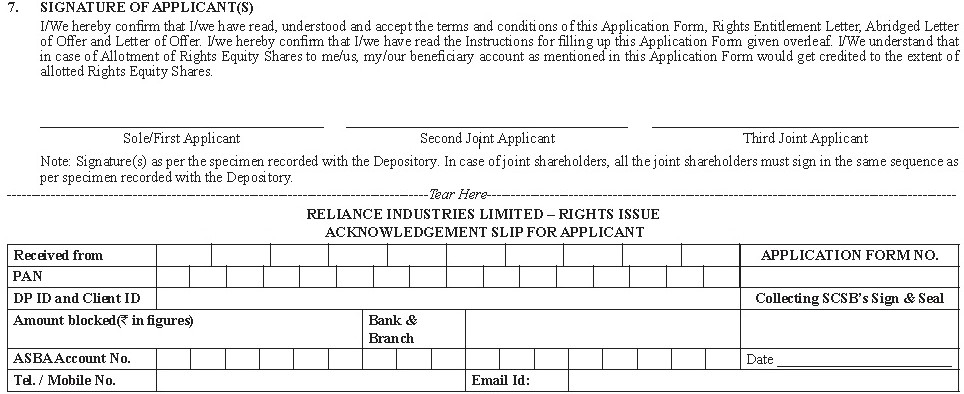 7. SIGNATURE OF APPLICANT(S)
I/We hereby confirm that I/we have read, understood and accept the terms and conditions of this Application Form, Rights Entitlement Letter, Abridged Letter
of Offer and Letter of Offer. I/we hereby confirm that I/we have read the Instructions for filling up this Application Form given overleaf. I/We understand that
in case of Allotment of Rights Equity Shares to me/us, my/our beneficiary account as mentioned in this Application Form would get credited to the extent of
allotted Rights Equity Shares.
Sole/First Applicant Second Joint Applicant Third Joint Applicant
Note: Signature(s) as per the specimen recorded with the Depository. In case of joint shareholders, all the joint shareholders must sign in the same sequence as
per specimen recorded with the Depository.
Tear Here
RELIANCE INDUSTRIES LIMITED – RIGHTS ISSUE
ACKNOWLEDGEMENT SLIP FOR APPLICANT
Received from APPLICATION FORM NO.
PAN
DP ID and Client ID Collecting SCSB's Sign & Seal
Amount blocked(₹ in figures) Bank &
Branch
ASBA Account No. Date
Tel. / Mobile No. Email Id: